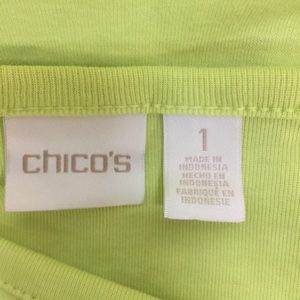 chico's
1
MADE IN
INDONESIA
HECHO EN
INDONESIA
FABRIQUÉ EN
INDONESIE